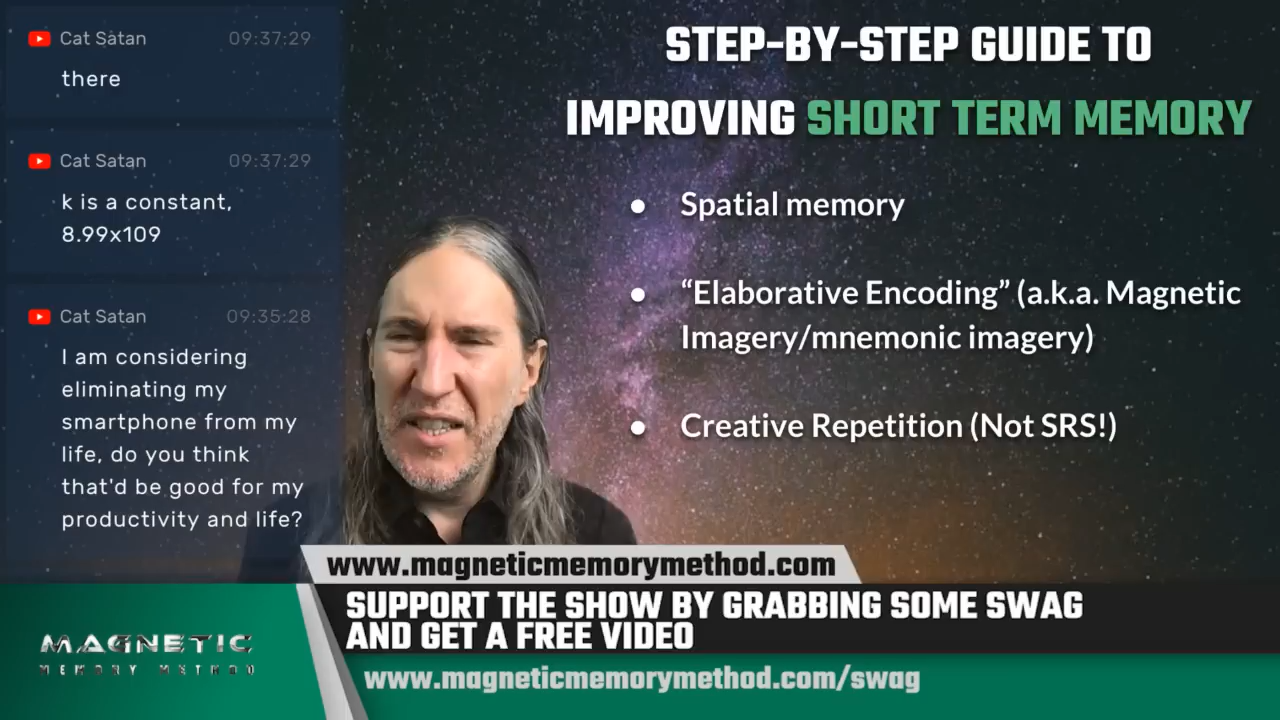 Cat Satan 09:37:29
there
Cat Satan 09:37:29
k is a constant,
8.99x109
Cat Satan 09:35:28
I am considering
eliminating my
smartphone from my
life, do you think
that'd be good for my
productivity and life?
STEP-BY-STEP GUIDE TO
IMPROVING SHORT TERM MEMORY
● Spatial memory
● “Elaborative Encoding” (a.k.a. Magnetic
Imagery/mnemonic imagery)
● Creative Repetition (Not SRS!)
www.magneticmemorymethod.com
SUPPORT THE SHOW BY GRABBING SOME SWAG
AND GET A FREE VIDEO
MAGNETIC
MEMORY METHOD
www.magneticmemorymethod.com/swag